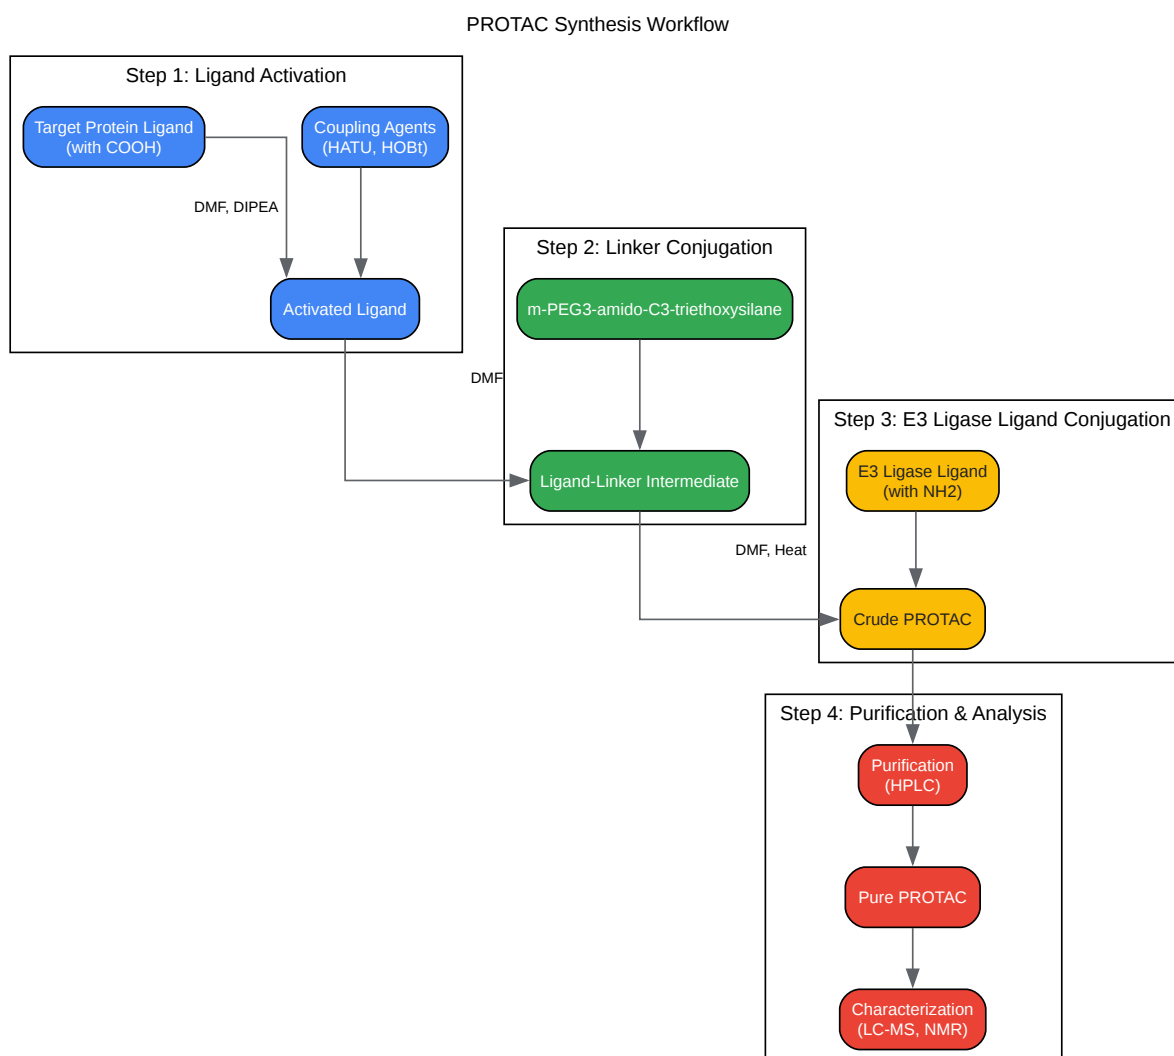 PROTAC Synthesis Workflow
Step 1: Ligand Activation
Target Protein Ligand
(with COOH)
Coupling Agents
(HATU, HOBt)
DMF, DIPEA
Activated Ligand
Step 2: Linker Conjugation
m-PEG3-amido-C3-triethoxysilane
DMF
Ligand-Linker Intermediate
Step 3: E3 Ligase Ligand Conjugation
E3 Ligase Ligand
(with NH2)
DMF, Heat
Crude PROTAC
Step 4: Purification & Analysis
Purification
(HPLC)
Pure PROTAC
Characterization
(LC-MS, NMR)